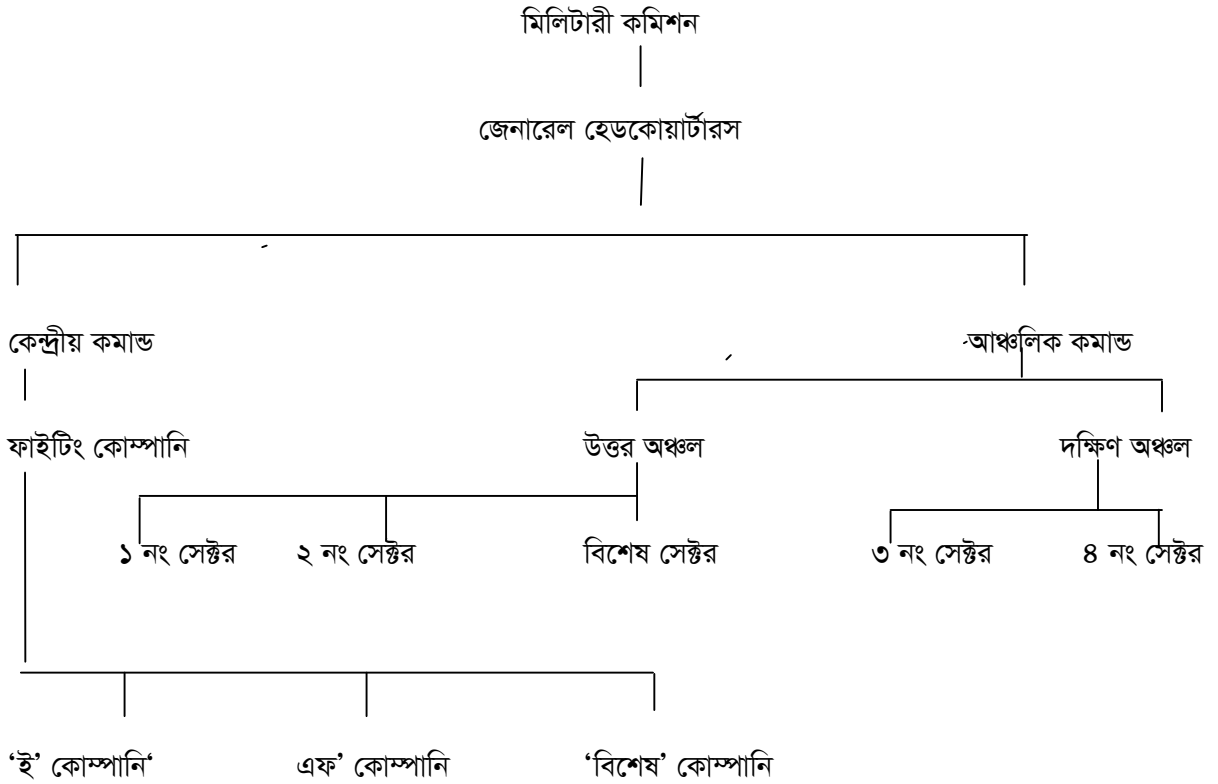 মিলিটারী কমিশন
জেনারেল হেডকোয়ার্টারস
কেন্দ্রীয় কমান্ড আঞ্চলিক কমান্ড
ফাইটিং কোম্পানি উত্তর অঞ্চল দক্ষিণ অঞ্চল
১ নং সেক্টর ২ নং সেক্টর বিশেষ সেক্টর ৩ নং সেক্টর ৪ নং সেক্টর
‘ই’ কোম্পানি‘ এফ’ কোম্পানি ‘বিশেষ’ কোম্পানি